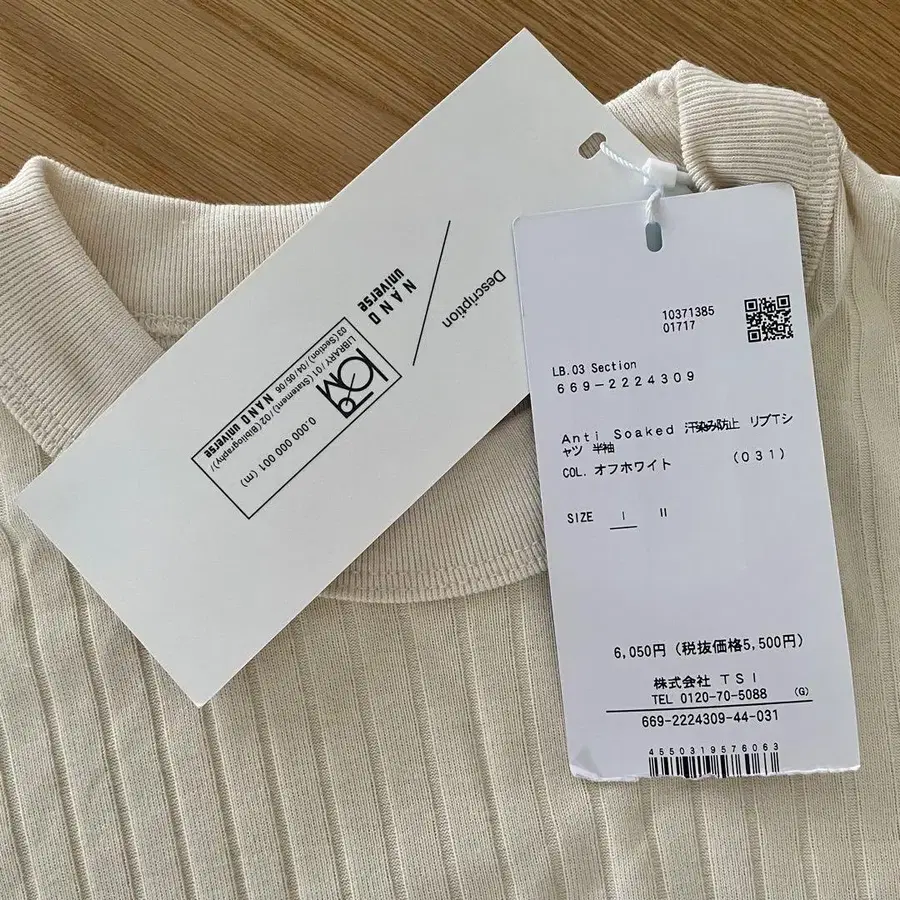 Description
NANO
universe
LIBRARY/01(Statement)/02(Bibliography)/
03(Section)/04/05/06 NANO universe
0.000 000 001 (m)
10371385
01717
LB.03 Section
669-2224309
Anti Soaked 汗染み防止 リブTシ
ャツ 半袖
COL. オフホワイト (031)
SIZE I II
6,050円 (税抜価格5,500円)
株式会社 TSI
TEL 0120-70-5088 (G)
669-2224309-44-031
4550319576063